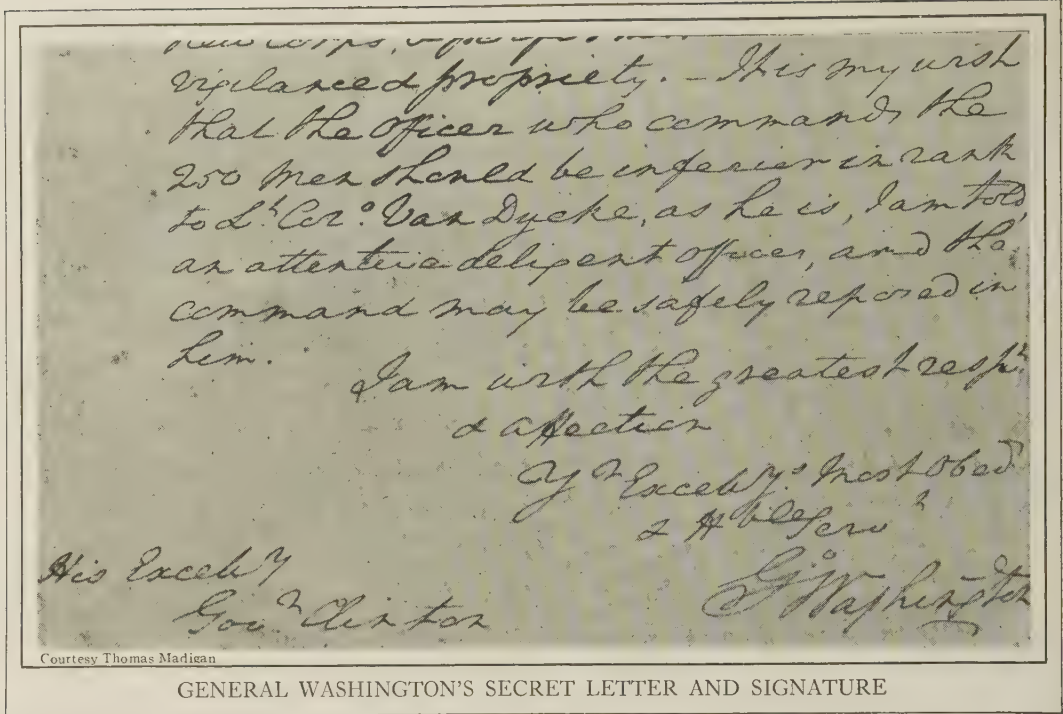 vigilance & propriety. – It is my wish
that the officer who commands the
250 Men should be inferior in rank
to Lt. Colo. Van Dycke, as he is, I am told,
an attentive deligent officer, and the
command may be safely reposed in
him.
I am with the greatest respt
& affection
Yr Excelly's Most Obed
& Hble Servt
His Excelly
Govr Clinton
Go Washington
Courtesy Thomas Madigan
GENERAL WASHINGTON'S SECRET LETTER AND SIGNATURE